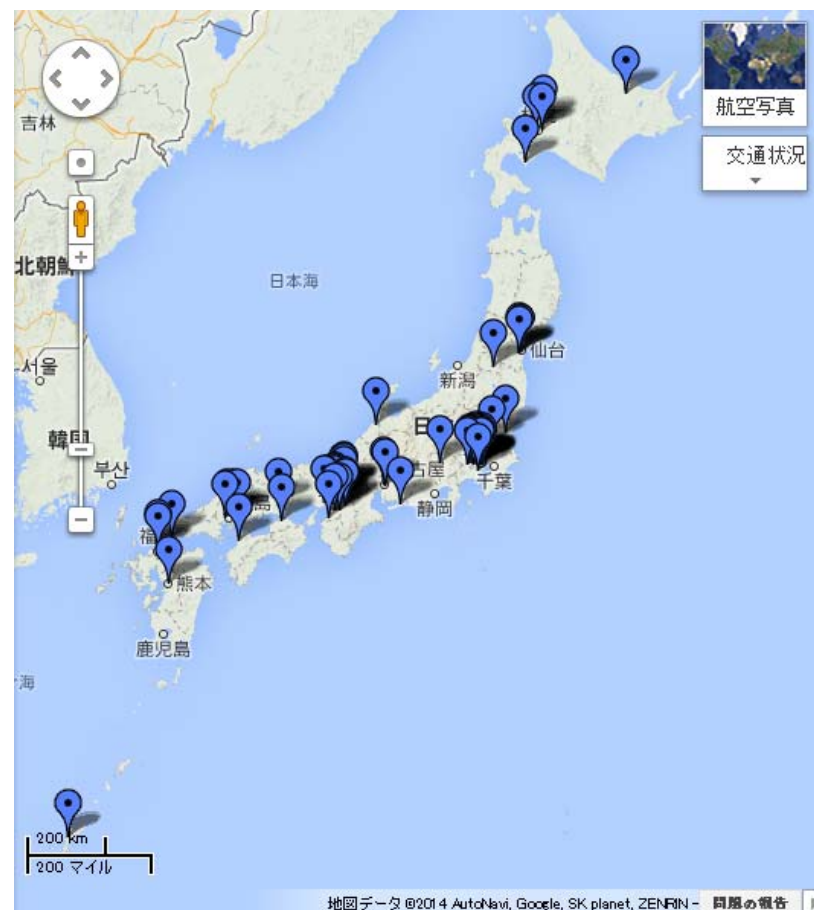 航空写真
交通状況
吉林
北朝鮮
日本海
仙台
新潟
서울
韓国
日
부산
千葉
古屋
静岡
島
福
熊本
鹿児島
海
200 km
200 マイル
地図データ ©2014 AutoNavi, Google, SK planet, ZENRIN -
問題の報告